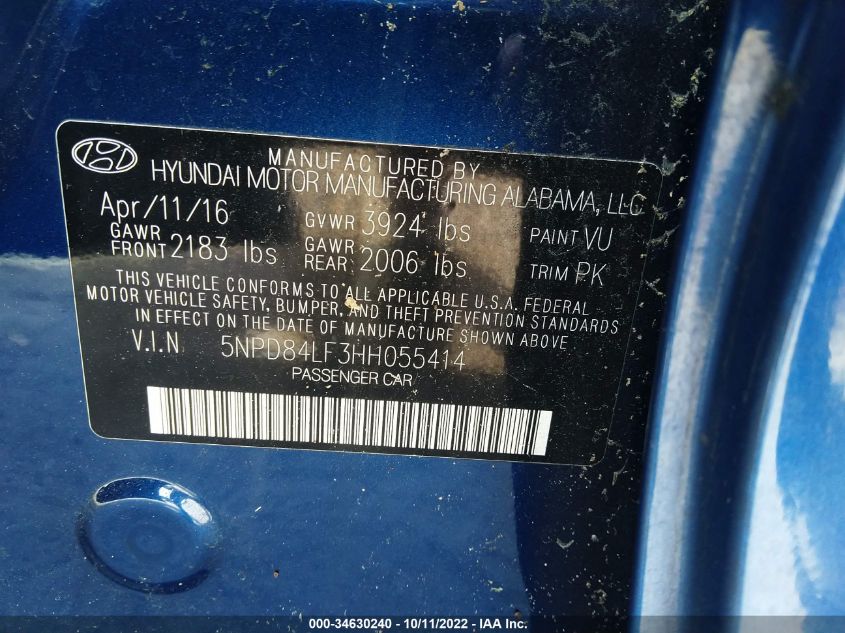 MANUFACTURED BY
HYUNDAI MOTOR MANUFACTURING ALABAMA, LLC
Apr/11/16 GVWR 3924 lbs PAINT VU
GAWR FRONT 2183 lbs GAWR REAR 2006 lbs TRIM PK
THIS VEHICLE CONFORMS TO ALL APPLICABLE U.S.A. FEDERAL
MOTOR VEHICLE SAFETY, BUMPER, AND THEFT PREVENTION STANDARDS
IN EFFECT ON THE DATE OF MANUFACTURE SHOWN ABOVE
V.I.N 5NPD84LF3HH055414
PASSENGER CAR
000-34630240 - 10/11/2022 - IAA Inc.